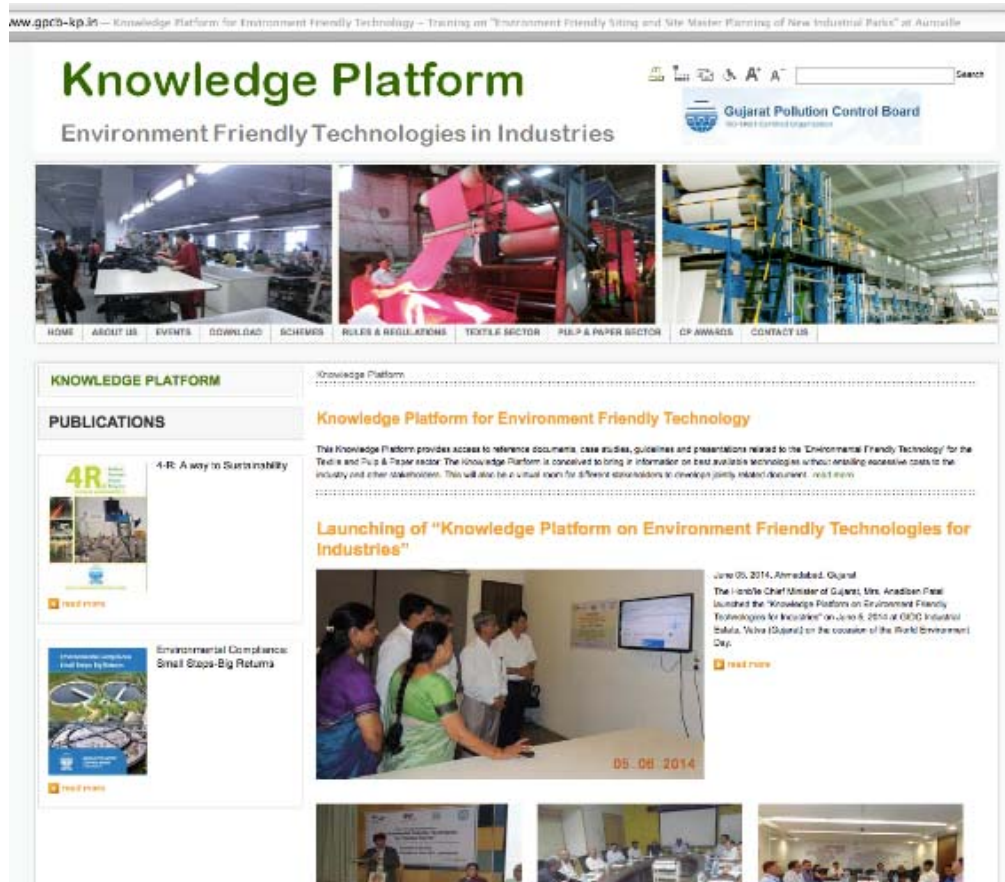 www.gpcb-kp.in — Knowledge Platform for Environment Friendly Technology – Training on "Environment Friendly Siting and Site Master Planning of New Industrial Parks" at Auroville
Knowledge Platform
Environment Friendly Technologies in Industries
A+ A-
Search
Gujarat Pollution Control Board
HOME ABOUT US EVENTS DOWNLOAD SCHEMES RULES & REGULATIONS TEXTILE SECTOR PULP & PAPER SECTOR CP AWARDS CONTACT US
KNOWLEDGE PLATFORM
PUBLICATIONS
4-R: A way to Sustainability
4R
read more
Environmental Compliance:
Small Steps-Big Returns
Environmental Compliance
Small Steps Big Returns
read more
Knowledge Platform
Knowledge Platform for Environment Friendly Technology
This Knowledge Platform provides access to reference documents, case studies, guidelines and presentations related to the 'Environmental Friendly Technology' for the
Textile and Pulp & Paper sector. The Knowledge Platform is conceived to bring in information on best available technologies without entailing excessive costs to the
industry and other stakeholders. This will also be a virtual room for different stakeholders to develope jointly related document. read more
Launching of "Knowledge Platform on Environment Friendly Technologies for
Industries"
June 05, 2014, Ahmedabad, Gujarat
The Hon'ble Chief Minister of Gujarat, Mrs. Anadiben Patel
launched the "Knowledge Platform on Environment Friendly
Technologies for Industries" on June 5, 2014 at GIDC Industrial
Estate, Vatva (Gujarat) on the occasion of the World Environment
Day.
read more
05 06 2014